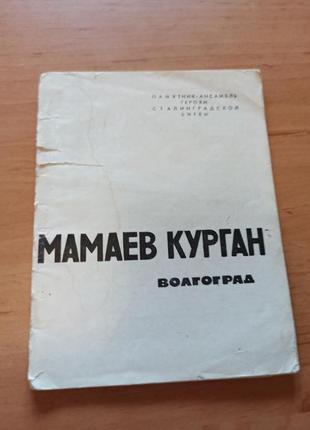 ПАМЯТНИК-АНСАМБЛЬ
ГЕРОЯМ
СТАЛИНГРАДСКОЙ
БИТВЫ
МАМАЕВ КУРГАН
ВОЛГОГРАД